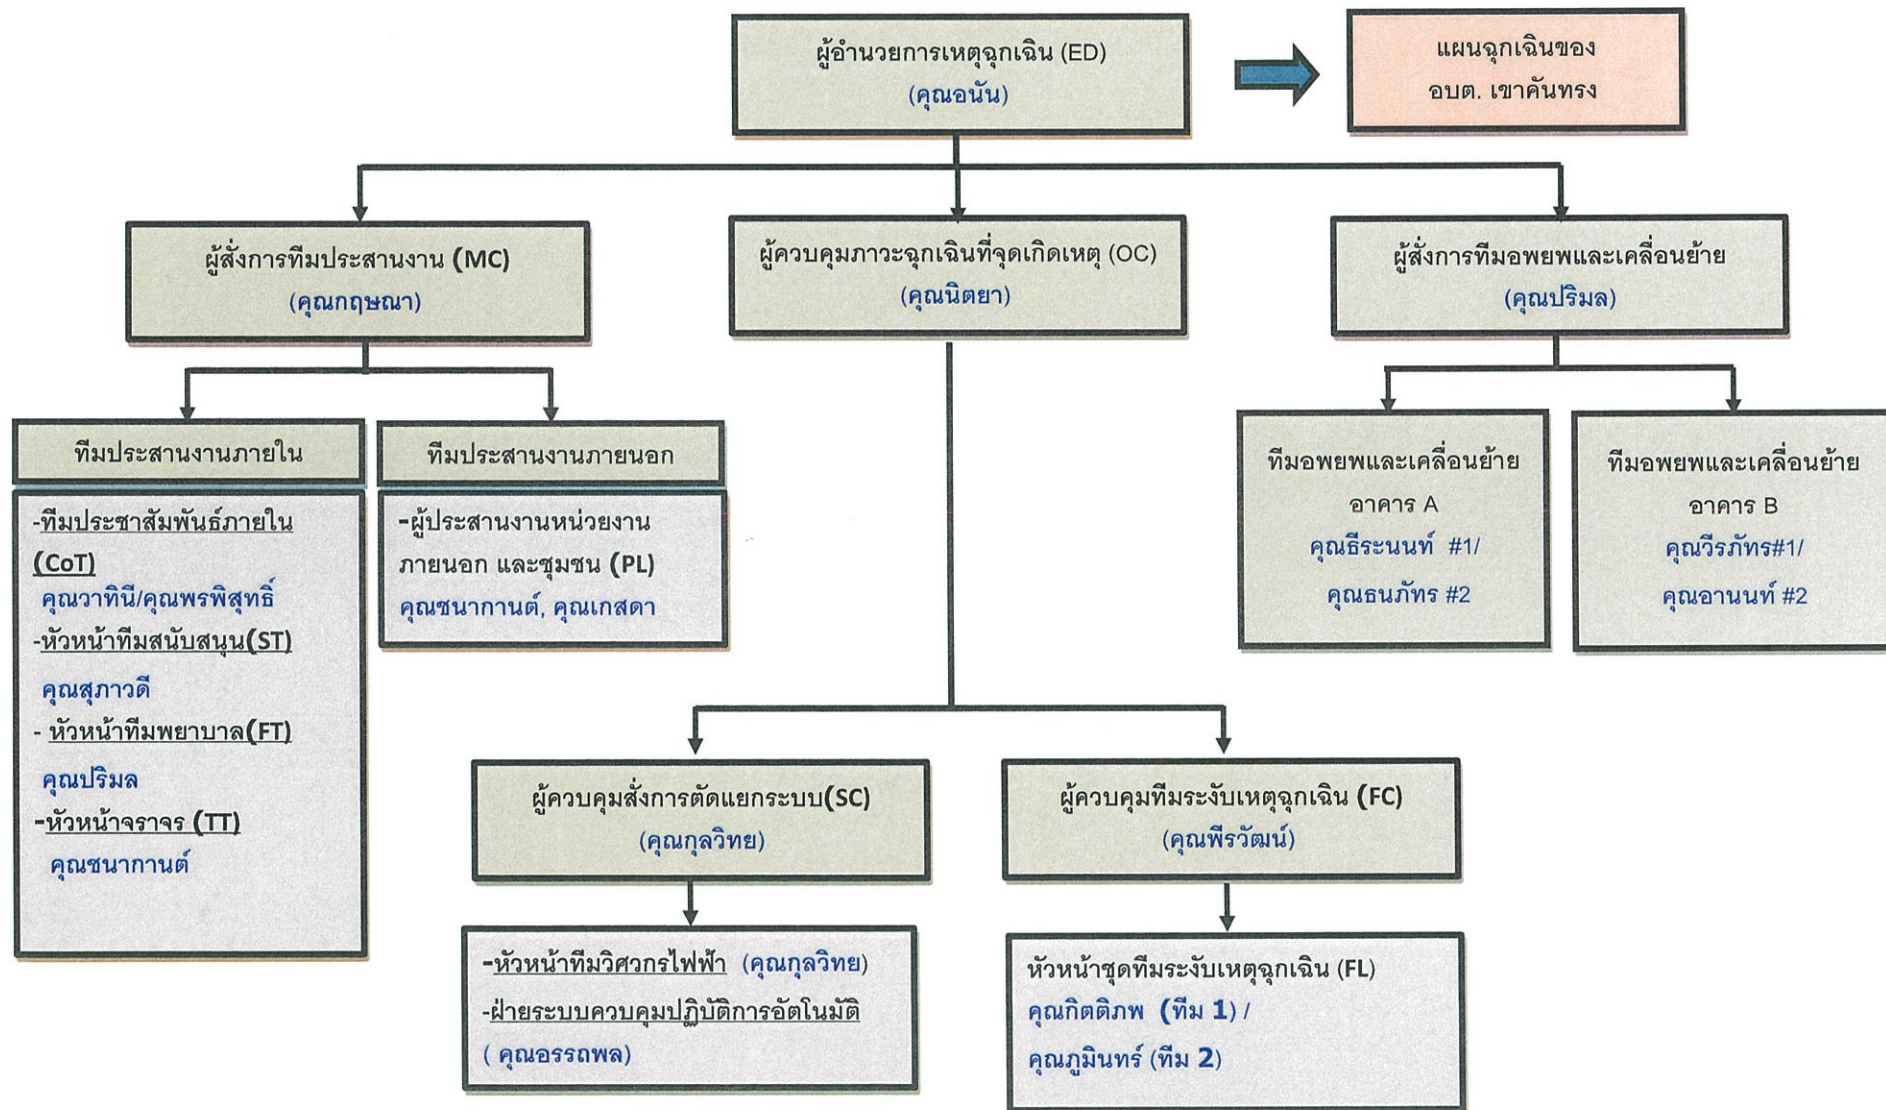 ผู้อำนวยการเหตุฉุกเฉิน (ED)
(คุณอนัน)
แผนฉุกเฉินของ
อบต. เขาคันทรง
ผู้สั่งการทีมประสานงาน (MC)
(คุณกฤษณา)
ผู้ควบคุมภาวะฉุกเฉินที่จุดเกิดเหตุ (OC)
(คุณนิตยา)
ผู้สั่งการทีมอพยพและเคลื่อนย้าย
(คุณปริมล)
ทีมประสานงานภายใน
-ทีมประชาสัมพันธ์ภายใน
(CoT)
คุณวาทินี/คุณพรพิสุทธิ์
-หัวหน้าทีมสนับสนุน(ST)
คุณสุภาวดี
- หัวหน้าทีมพยาบาล(FT)
คุณปริมล
-หัวหน้าจราจร (TT)
คุณชนากานต์
ทีมประสานงานภายนอก
-ผู้ประสานงานหน่วยงาน
ภายนอก และชุมชน (PL)
คุณชนากานต์, คุณเกสดา
ทีมอพยพและเคลื่อนย้าย
อาคาร A
คุณธีระนนท์ #1/
คุณธนภัทร #2
ทีมอพยพและเคลื่อนย้าย
อาคาร B
คุณวีรภัทร#1/
คุณอานนท์ #2
ผู้ควบคุมสั่งการตัดแยกระบบ(SC)
(คุณกุลวิทย)
ผู้ควบคุมทีมระงับเหตุฉุกเฉิน (FC)
(คุณพีรวัฒน์)
-หัวหน้าทีมวิศวกรไฟฟ้า (คุณกุลวิทย)
-ฝ่ายระบบควบคุมปฏิบัติการอัตโนมัติ
( คุณอรรถพล)
หัวหน้าชุดทีมระงับเหตุฉุกเฉิน (FL)
คุณกิตติภพ (ทีม 1) /
คุณภูมินทร์ (ทีม 2)